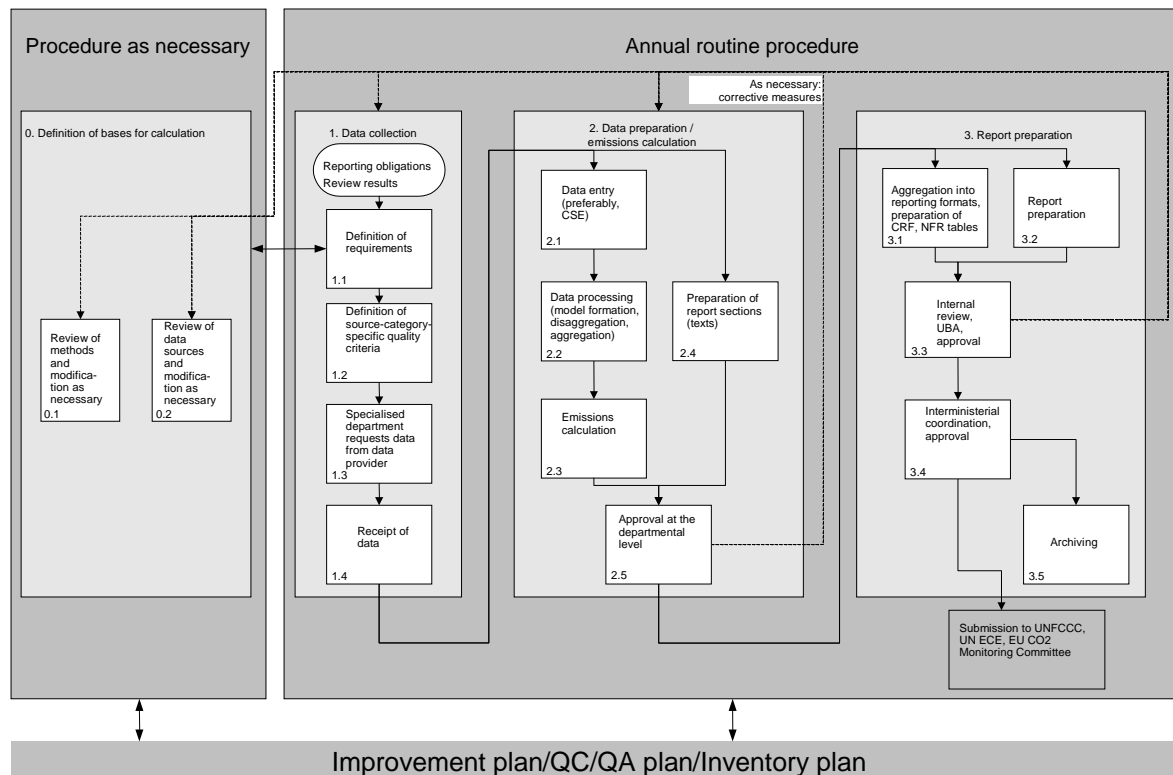 Procedure as necessary
Annual routine procedure
As necessary:
corrective measures
0. Definition of bases for calculation
Review of
methods and
modifica-
tion as
necessary
0.1
Review of
data
sources
and
modifica-
tion as
necessary
0.2
1. Data collection
Reporting obligations
Review results
Definition of
requirements
1.1
Definition of
source-category-
specific quality
criteria
1.2
Specialised
department
requests data
from data
provider
1.3
Receipt of
data
1.4
2. Data preparation /
emissions calculation
Data entry
(preferably,
CSE)
2.1
Data processing
(model formation,
disaggregation,
aggregation)
2.2
Emissions
calculation
2.3
Preparation of
report sections
(texts)
2.4
Approval at the
departmental
level
2.5
3. Report preparation
Aggregation into
reporting formats,
preparation of
CRF, NFR tables
3.1
Report
preparation
3.2
Internal
review,
UBA,
approval
3.3
Interministerial
coordination,
approval
3.4
Archiving
3.5
Submission to UNFCCC,
UN ECE, EU CO2
Monitoring Committee
Improvement plan/QC/QA plan/Inventory plan